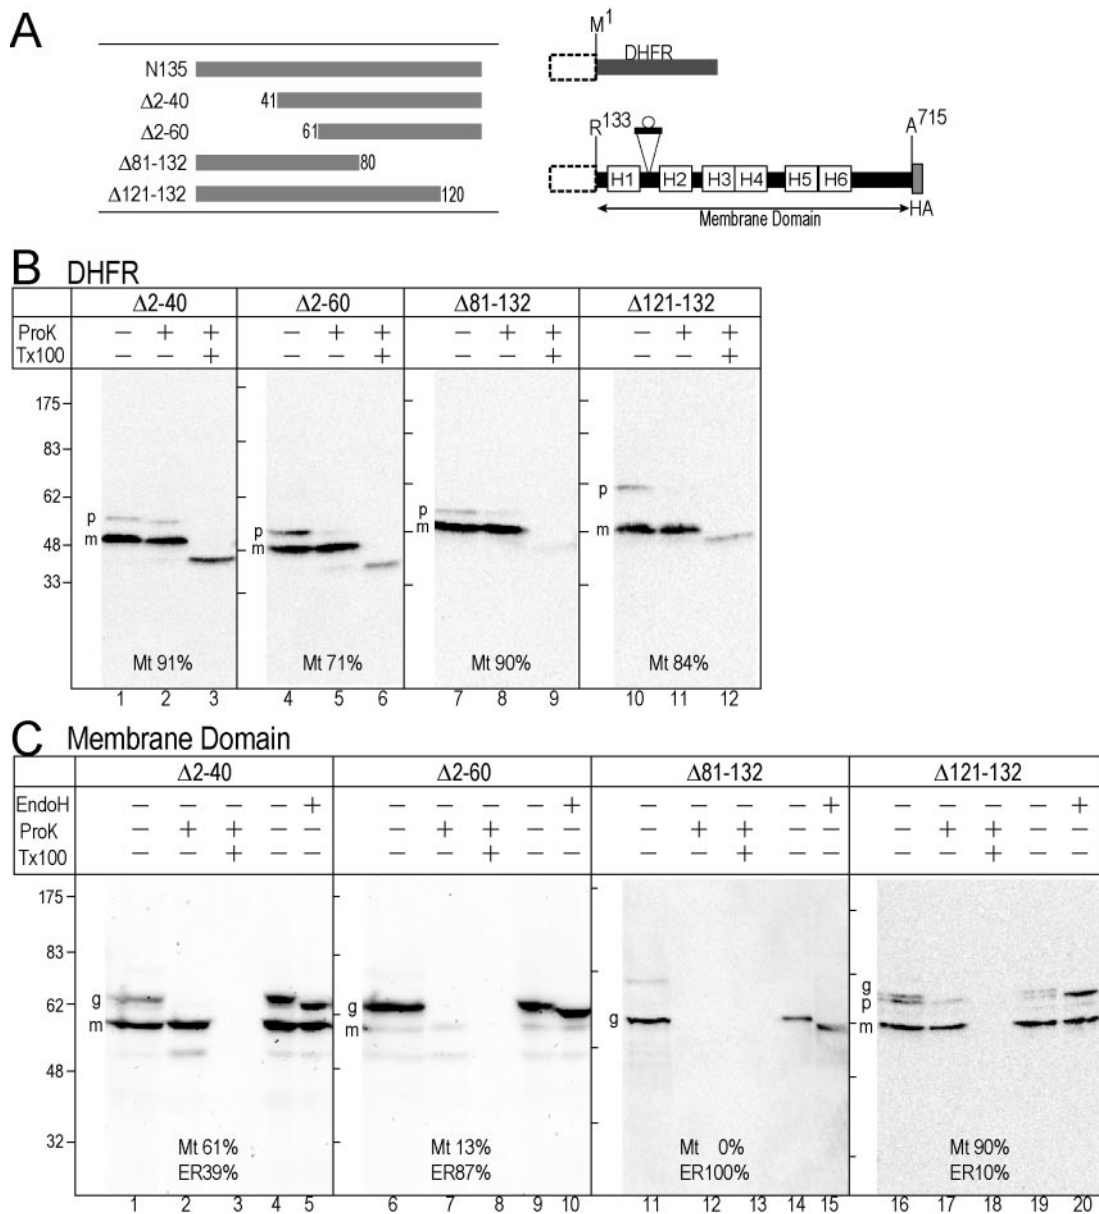 A
N135
41 Δ2-40
61 Δ2-60
Δ81-132 80
Δ121-132 120
M1
DHFR
R133 A715
H1 H2 H3 H4 H5 H6
HA
Membrane Domain
B DHFR
Δ2-40 Δ2-60 Δ81-132 Δ121-132
ProK − + + − + + − + + − + +
Tx100 − − + − − + − − + − − +
175
83
62
48
33
p m p m p m p m
Mt 91% Mt 71% Mt 90% Mt 84%
1 2 3 4 5 6 7 8 9 10 11 12
C Membrane Domain
Δ2-40 Δ2-60 Δ81-132 Δ121-132
EndoH − − − − + − − − − + − − − − + − − − − +
ProK − + + − − − + + − − − + + − − − + + − −
Tx100 − − + − − − − + − − − − + − − − − + − −
175
83
62
48
32
g m g m g g p m
Mt 61% Mt 13% Mt 0% Mt 90%
ER39% ER87% ER100% ER10%
1 2 3 4 5 6 7 8 9 10 11 12 13 14 15 16 17 18 19 20